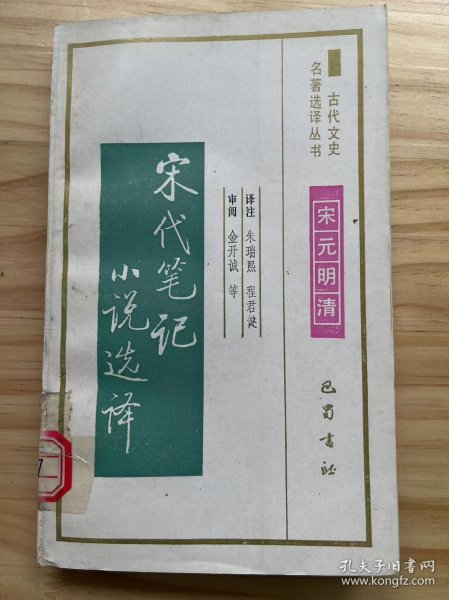 古代文史
名著选译丛书
宋元明清
译注 朱瑞熙 程君健
审阅 金开诚 等
宋代笔记
小说选译
巴蜀书社
7
孔夫子旧书网
www.kongfz.com